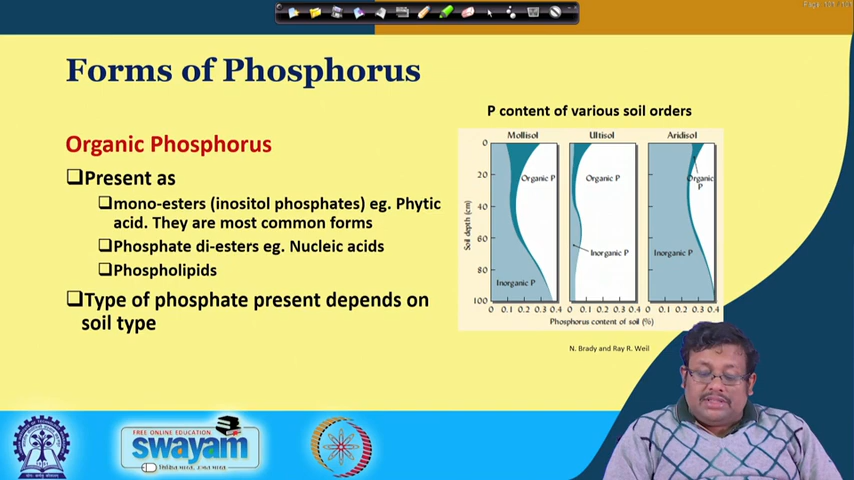 Forms of Phosphorus
Organic Phosphorus
Present as
mono-esters (inositol phosphates) eg. Phytic
acid. They are most common forms
Phosphate di-esters eg. Nucleic acids
Phospholipids
Type of phosphate present depends on
soil type
P content of various soil orders
Mollisol
Ultisol
Aridisol
Soil depth (cm)
0
20
40
60
80
100
Organic P
Inorganic P
Organic P
Inorganic P
Organic
P
Inorganic P
0 0.1 0.2 0.3 0.4
0 0.1 0.2 0.3 0.4
0 0.1 0.2 0.3 0.4
Phosphorus content of soil (%)
N. Brady and Ray R. Weil
FREE ONLINE EDUCATION
swayam